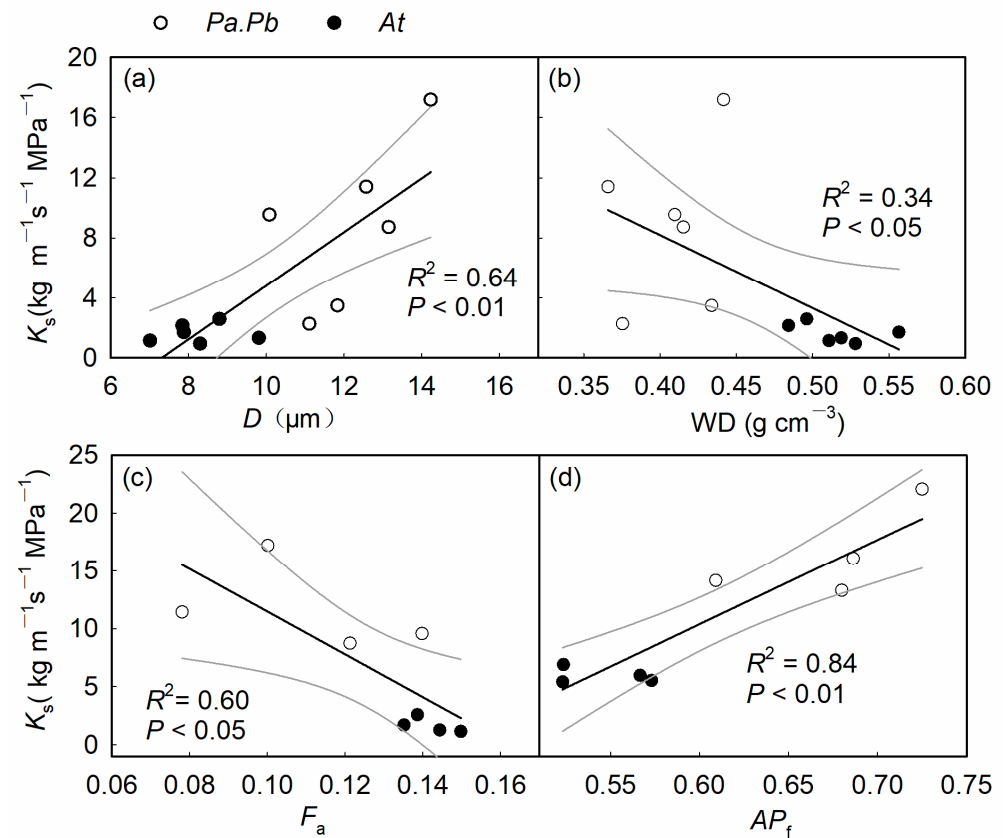 Pa.Pb At
(a)
(b)
20
16
12
8
4
0
Ks(kg m−1s−1 MPa−1)
R2 = 0.64
P < 0.01
R2 = 0.34
P < 0.05
6 8 10 12 14 16
D（μm）
0.35 0.40 0.45 0.50 0.55 0.60
WD (g cm−3)
(c)
(d)
25
20
15
10
5
0
Ks( kg m−1s−1 MPa−1)
R2= 0.60
P < 0.05
R2 = 0.84
P < 0.01
0.06 0.08 0.10 0.12 0.14 0.16
Fa
0.55 0.60 0.65 0.70 0.75
APf